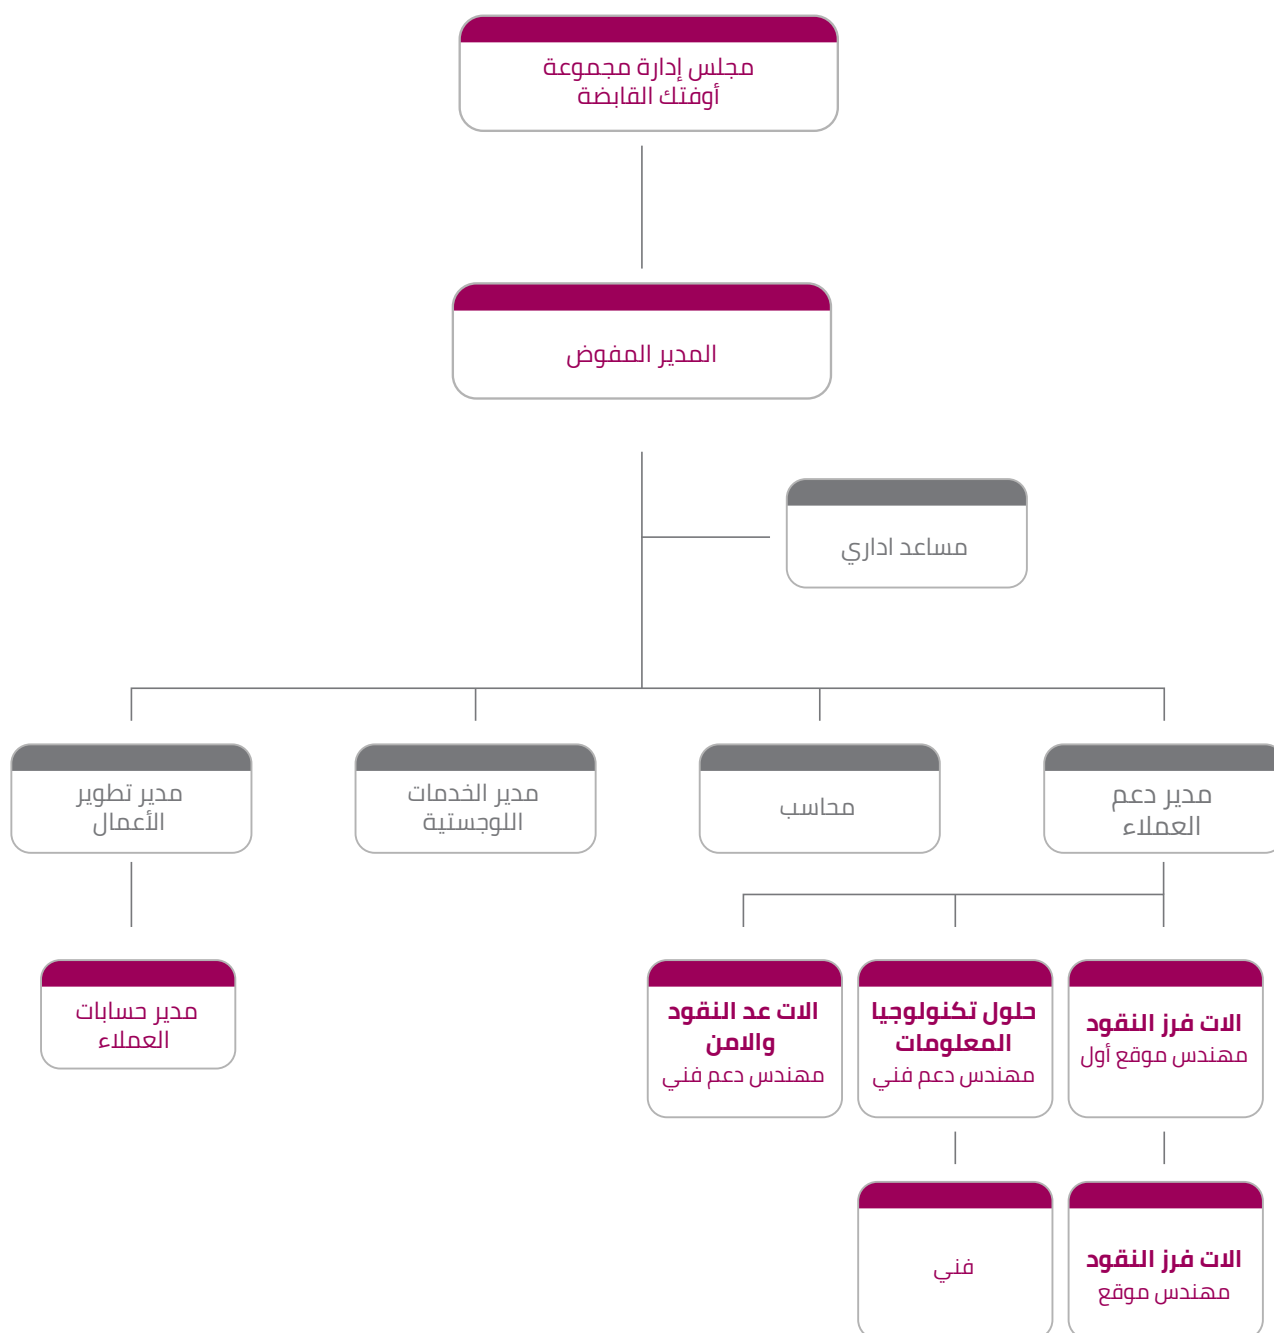 مجلس إدارة مجموعة
أوفتك القابضة
المدير المفوض
مساعد اداري
مدير دعم
العملاء
محاسب
مدير الخدمات
اللوجستية
مدير تطوير
الأعمال
الات فرز النقود
مهندس موقع أول
حلول تكنولوجيا
المعلومات
مهندس دعم فني
الات عد النقود
والامن
مهندس دعم فني
مدير حسابات
العملاء
الات فرز النقود
مهندس موقع
فني